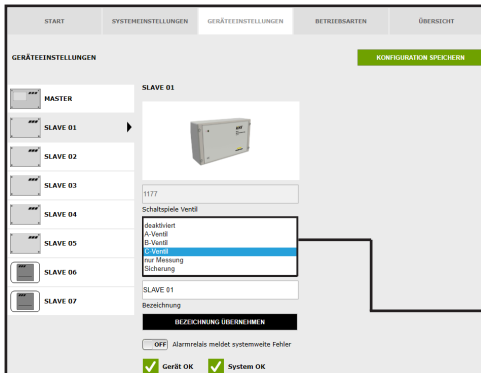 START
SYSTEMEINSTELLUNGEN
GERÄTEEINSTELLUNGEN
BETRIEBSARTEN
ÜBERSICHT
GERÄTEEINSTELLUNGEN
KONFIGURATION SPEICHERN
MASTER
SLAVE 01
SLAVE 02
SLAVE 03
SLAVE 04
SLAVE 05
SLAVE 06
SLAVE 07
SLAVE 01
1177
Schaltspiele Ventil
deaktiviert
A-Ventil
B-Ventil
C-Ventil
nur Messung
Sicherung
SLAVE 01
Bezeichnung
BEZEICHNUNG ÜBERNEHMEN
OFF Alarmrelais meldet systemweite Fehler
Gerät OK
System OK